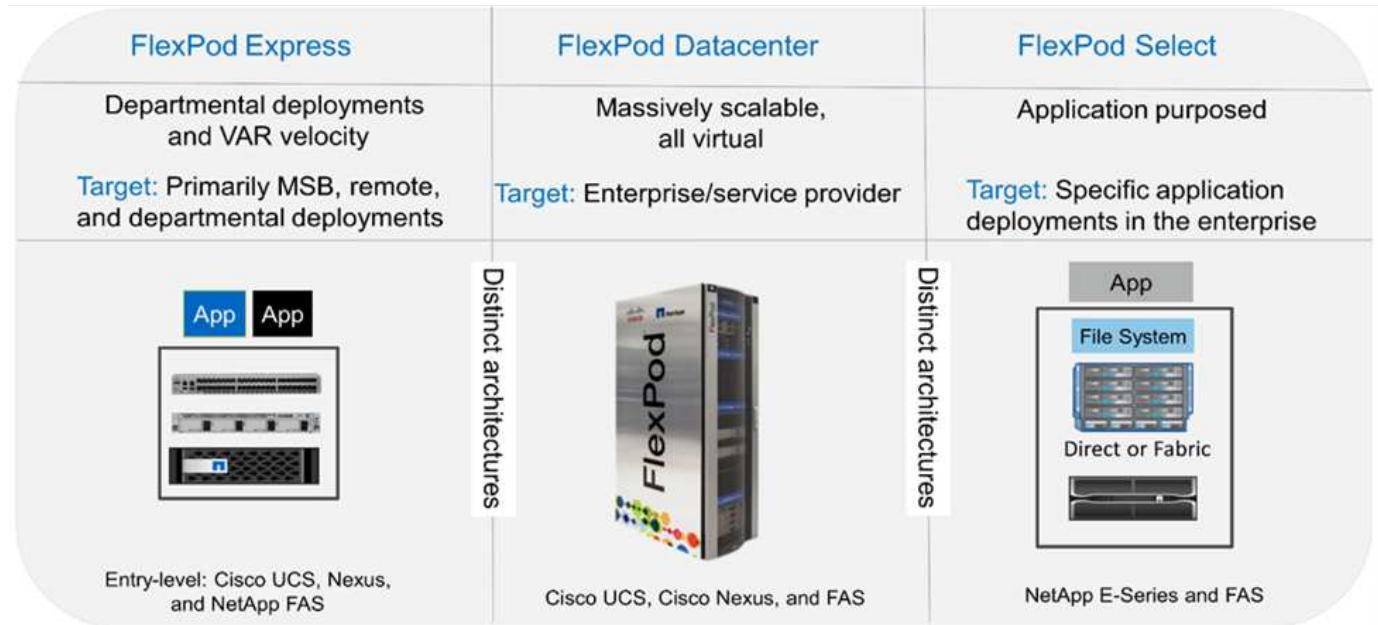 FlexPod Express
FlexPod Datacenter
FlexPod Select
Departmental deployments
and VAR velocity
Massively scalable,
all virtual
Application purposed
Target: Primarily MSB, remote,
and departmental deployments
Target: Enterprise/service provider
Target: Specific application
deployments in the enterprise
App
App
Distinct architectures
CISCO
NetApp
FlexPod
FlexPod
Distinct architectures
App
File System
Direct or Fabric
Entry-level: Cisco UCS, Nexus,
and NetApp FAS
Cisco UCS, Cisco Nexus, and FAS
NetApp E-Series and FAS